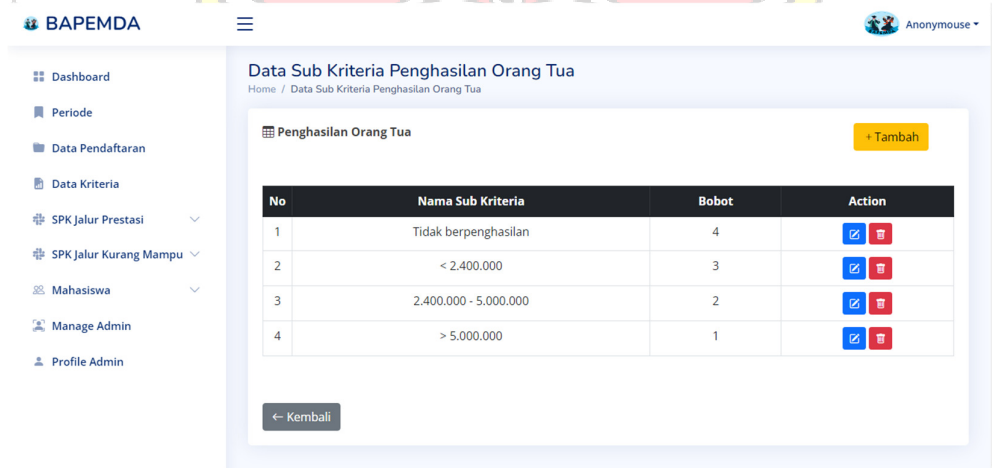 BAPEMDA
Anonymouse
Dashboard
Periode
Data Pendaftaran
Data Kriteria
SPK Jalur Prestasi
SPK Jalur Kurang Mampu
Mahasiswa
Manage Admin
Profile Admin
Data Sub Kriteria Penghasilan Orang Tua
Home / Data Sub Kriteria Penghasilan Orang Tua
Penghasilan Orang Tua
+ Tambah
No Nama Sub Kriteria Bobot Action
1 Tidak berpenghasilan 4
2 < 2.400.000 3
3 2.400.000 - 5.000.000 2
4 > 5.000.000 1
← Kembali